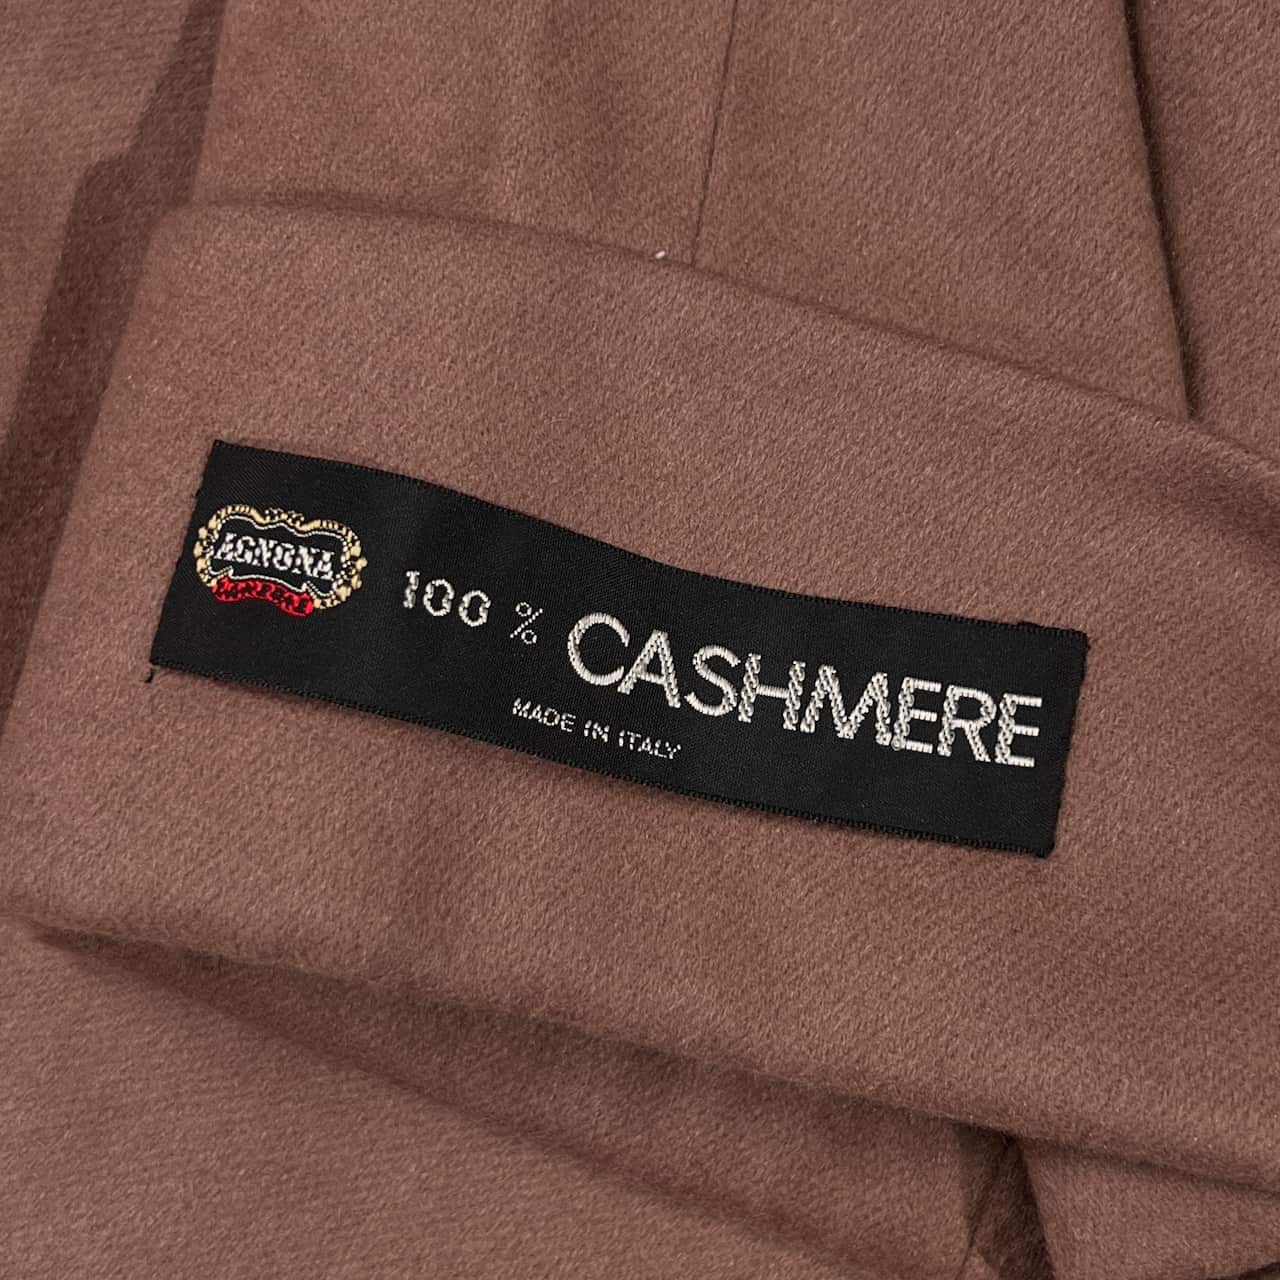 AGNONA
100 % CASHMERE
MADE IN ITALY